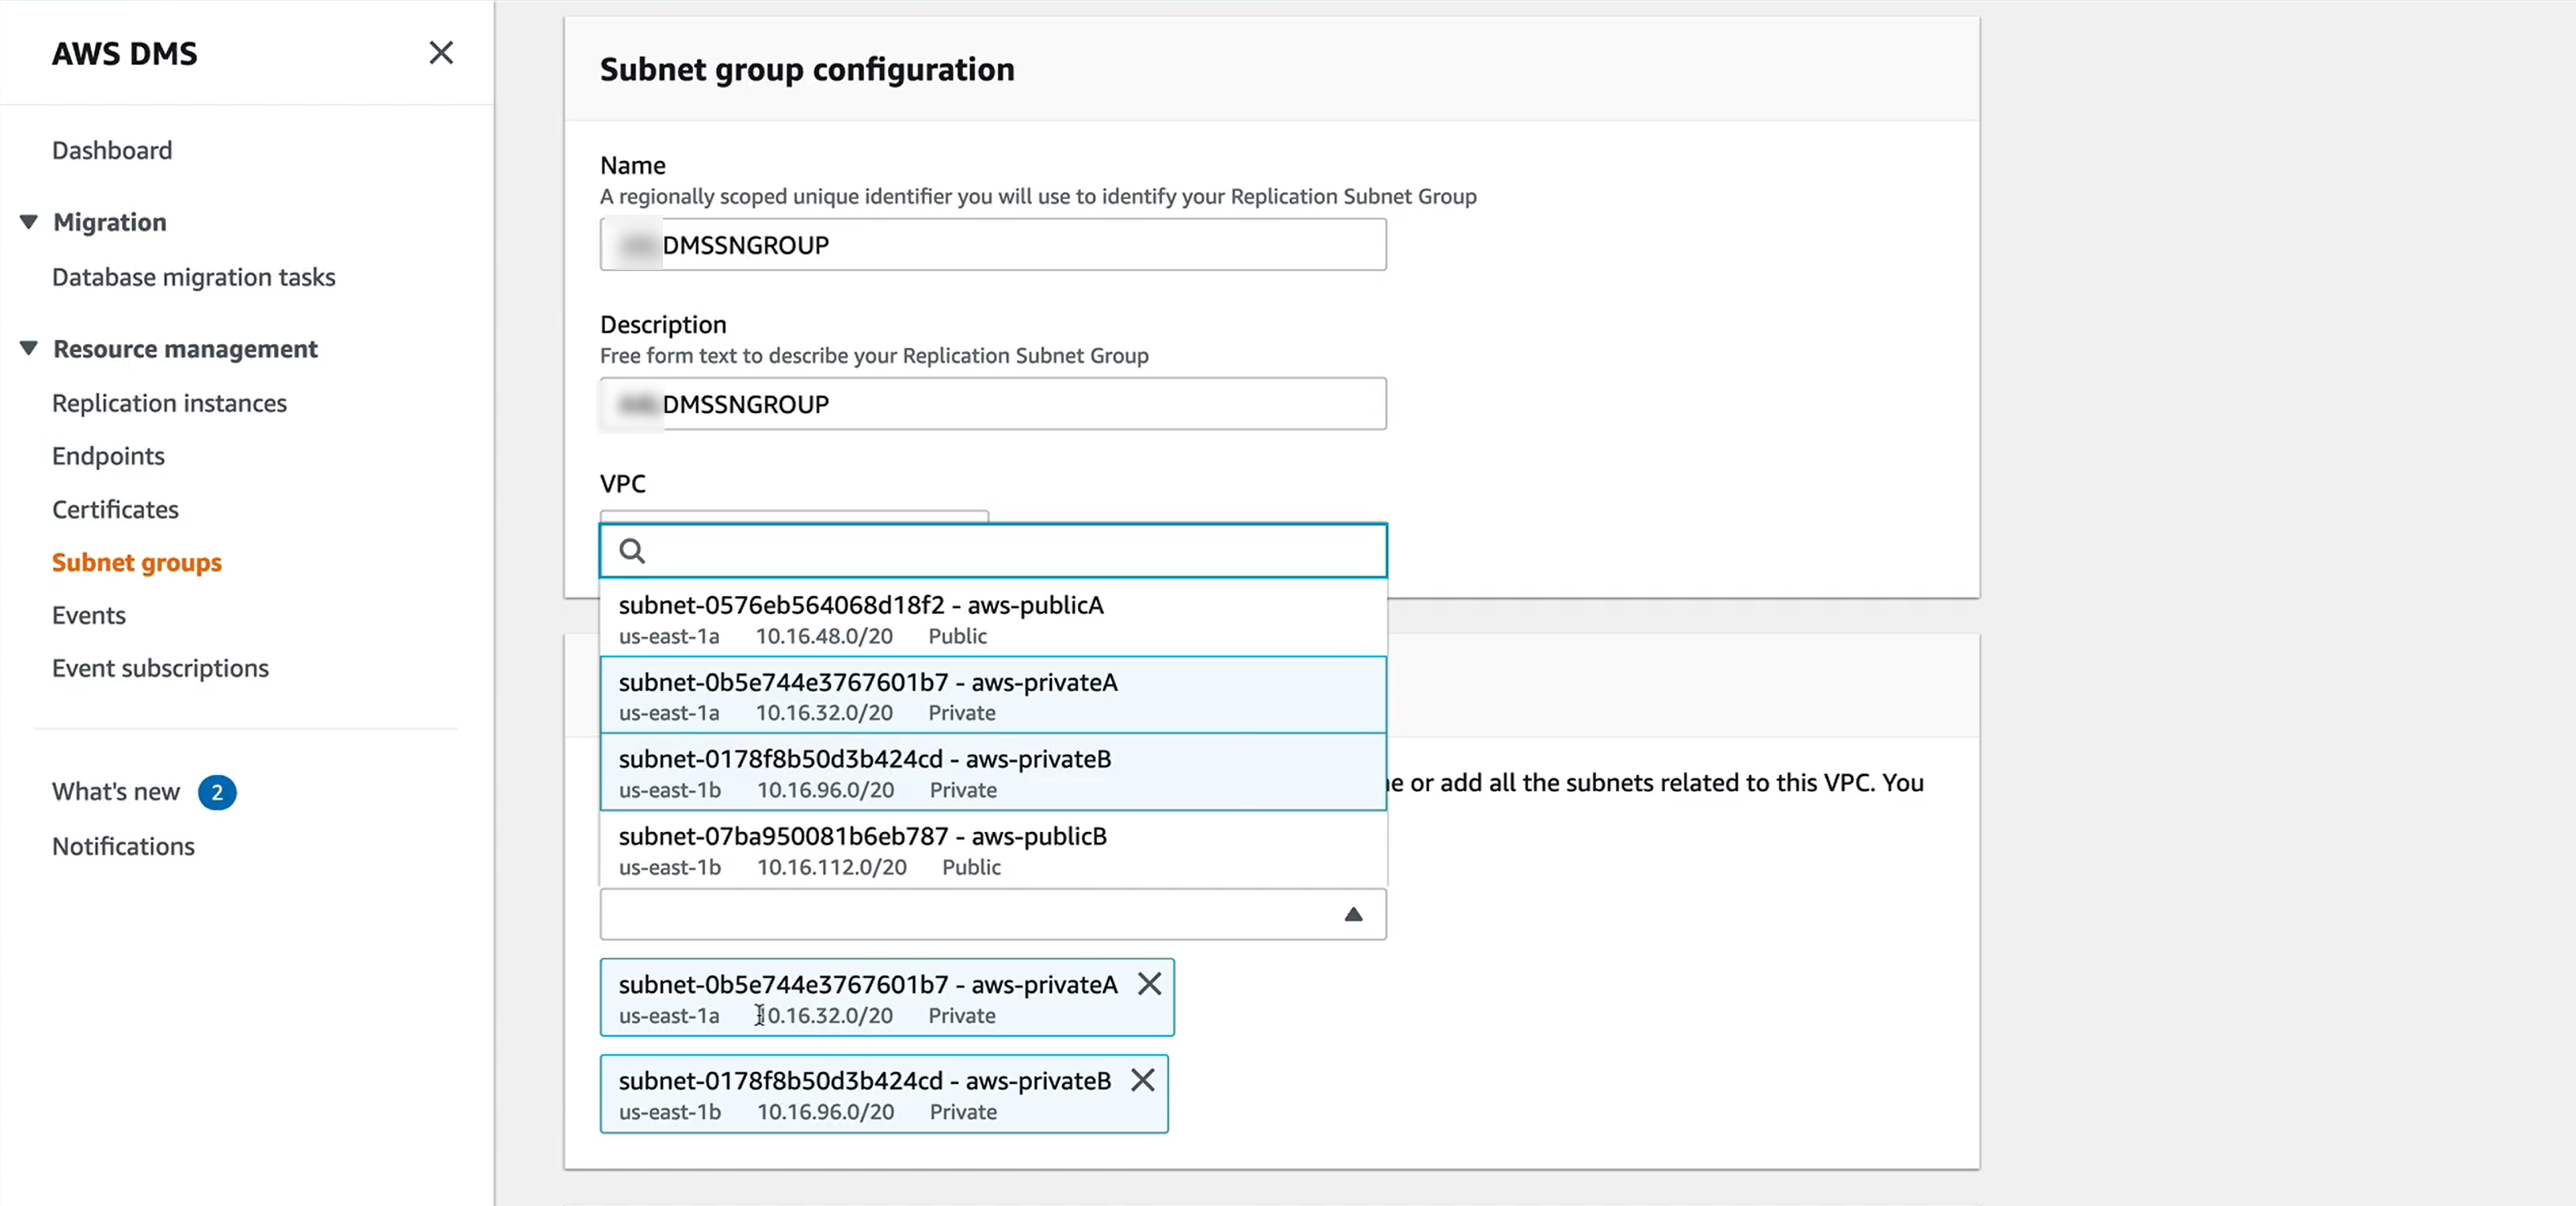 AWS DMS
Dashboard
Migration
Database migration tasks
Resource management
Replication instances
Endpoints
Certificates
Subnet groups
Events
Event subscriptions
What's new 2
Notifications
Subnet group configuration
Name
A regionally scoped unique identifier you will use to identify your Replication Subnet Group
DMSSNGROUP
Description
Free form text to describe your Replication Subnet Group
DMSSNGROUP
VPC
subnet-0576eb564068d18f2 - aws-publicA
us-east-1a 10.16.48.0/20 Public
subnet-0b5e744e3767601b7 - aws-privateA
us-east-1a 10.16.32.0/20 Private
subnet-0178f8b50d3b424cd - aws-privateB
us-east-1b 10.16.96.0/20 Private
or add all the subnets related to this VPC. You
subnet-07ba950081b6eb787 - aws-publicB
us-east-1b 10.16.112.0/20 Public
subnet-0b5e744e3767601b7 - aws-privateA
us-east-1a 10.16.32.0/20 Private
subnet-0178f8b50d3b424cd - aws-privateB
us-east-1b 10.16.96.0/20 Private